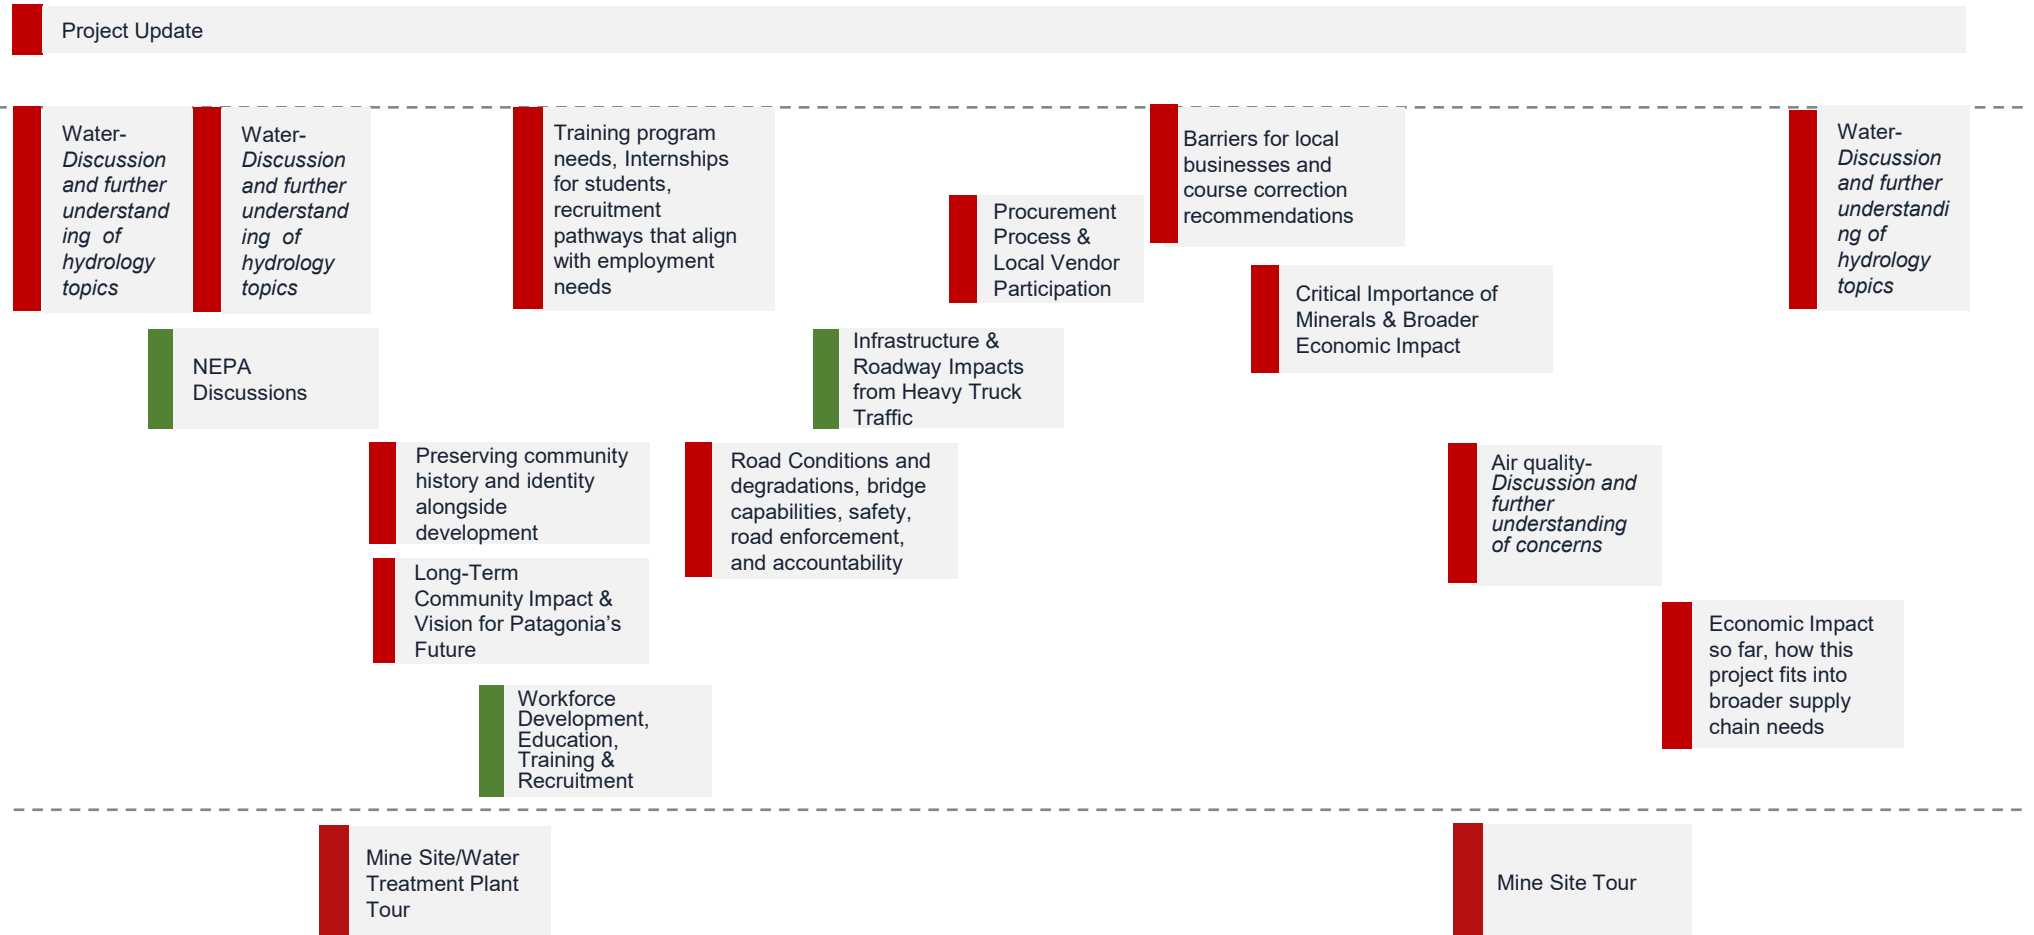 Project Update
Water-
Discussion
and further
understand
ing  of
hydrology
topics
Water-
Discussion
and further
understand
ing  of
hydrology
topics
Training program
needs, Internships
for students,
recruitment
pathways that align
with employment
needs
Procurement
Process &
Local Vendor
Participation
Barriers for local
businesses and
course correction
recommendations
Critical Importance of
Minerals & Broader
Economic Impact
Water-
Discussion
and further
understandi
ng of
hydrology
topics
NEPA
Discussions
Infrastructure &
Roadway Impacts
from Heavy Truck
Traffic
Preserving community
history and identity
alongside
development
Road Conditions and
degradations, bridge
capabilities, safety,
road enforcement,
and accountability
Air quality-
Discussion and
further
understanding
of concerns
Long-Term
Community Impact &
Vision for Patagonia’s
Future
Economic Impact
so far, how this
project fits into
broader supply
chain needs
Workforce
Development,
Education,
Training &
Recruitment
Mine Site/Water
Treatment Plant
Tour
Mine Site Tour